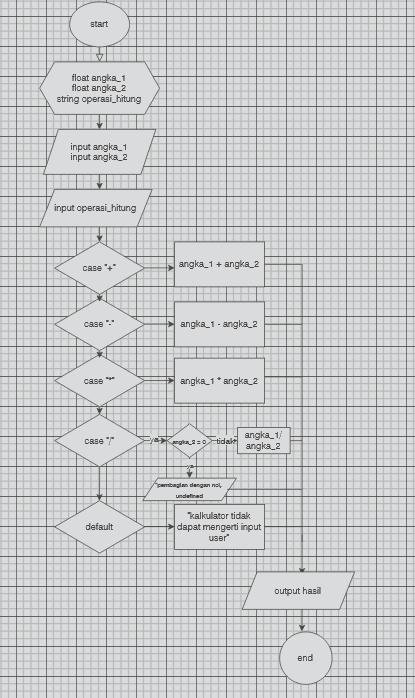 start
float angka_1
float angka_2
string operasi_hitung
input angka_1
input angka_2
input operasi_hitung
case "+"
angka_1 + angka_2
case "-"
angka_1 - angka_2
case "*"
angka_1 * angka_2
case "/"
ya
angka_2 = 0
tidak
angka_1/
angka_2
ya
"pembagian dengan nol,
undefined
default
"kalkulator tidak
dapat mengerti input
user"
output hasil
end